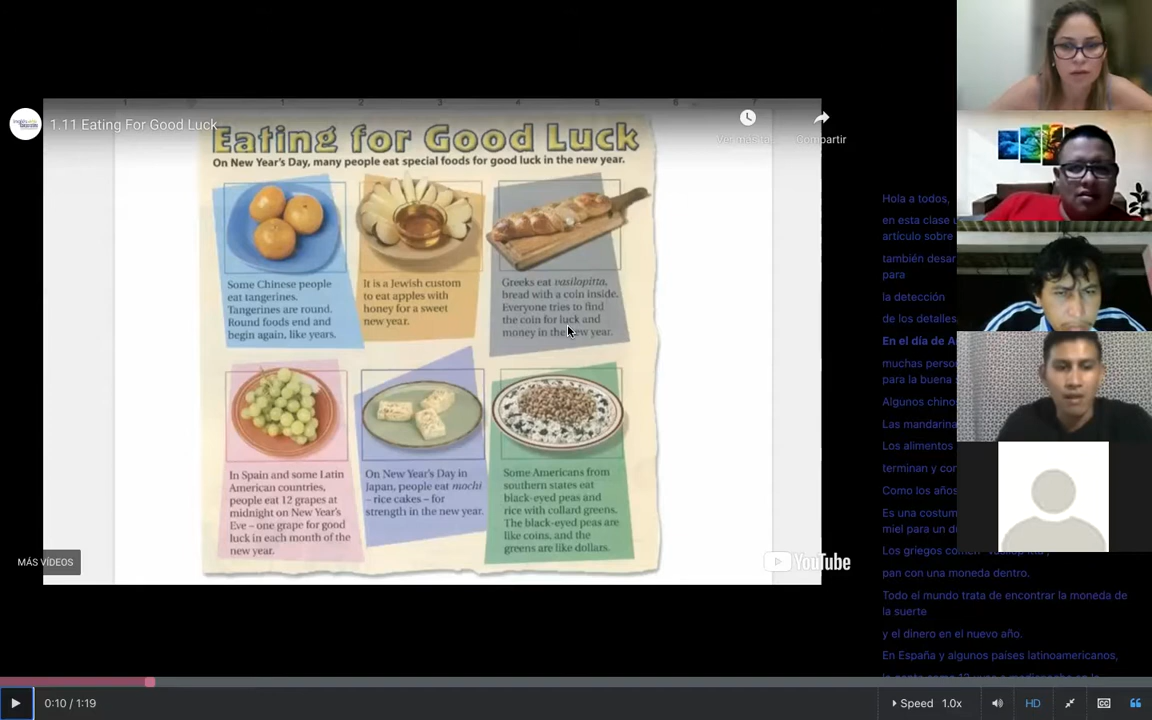 1.11 Eating For Good Luck
Ver más ta...
Compartir
Eating for Good Luck
On New Year's Day, many people eat special foods for good luck in the new year.
Some Chinese people
eat tangerines.
Tangerines are round.
Round foods end and
begin again, like years.
It is a Jewish custom
to eat apples with
honey for a sweet
new year.
Greeks eat vasilopitta,
bread with a coin inside.
Everyone tries to find
the coin for luck and
money in the new year.
In Spain and some Latin
American countries,
people eat 12 grapes at
midnight on New Year's
Eve – one grape for good
luck in each month of the
new year.
On New Year's Day in
Japan, people eat mochi
– rice cakes – for
strength in the new year.
Some Americans from
southern states eat
black-eyed peas and
rice with collard greens.
The black-eyed peas are
like coins, and the
greens are like dollars.
MÁS VÍDEOS
YouTube
Hola a todos,
en esta clase
artículo sobre
también desar
para
la detección
de los detalles
En el día de A
muchas perso
para la buena
Algunos chino
Las mandarina
Los alimentos
terminan y co
Como los años
Es una costum
miel para un d
Los griegos comen
pan con una moneda dentro.
Todo el mundo trata de encontrar la moneda de
la suerte
y el dinero en el nuevo año.
En España y algunos países latinoamericanos,
0:10 / 1:19
Speed 1.0x
HD